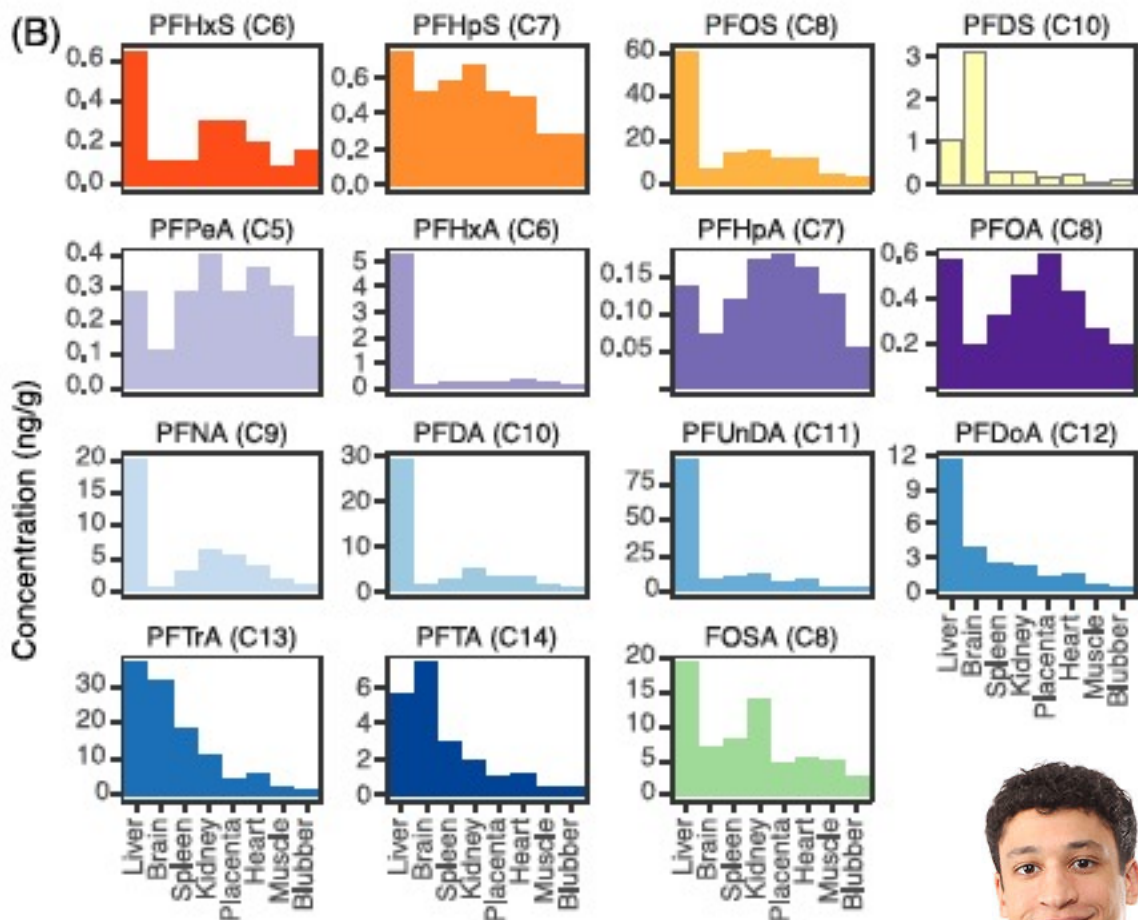 (B)
PFHxS (C6) PFHpS (C7) PFOS (C8) PFDS (C10)
0.6 0.4 0.2 0.0
0.6 0.4 0.2 0.0
60 40 20 0
3 2 1 0
PFPeA (C5) PFHxA (C6) PFHpA (C7) PFOA (C8)
0.4 0.3 0.2 0.1 0.0
5 4 3 2 1 0
0.15 0.10 0.05
0.6 0.4 0.2
Concentration (ng/g)
PFNA (C9) PFDA (C10) PFUnDA (C11) PFDoA (C12)
20 15 10 5 0
30 20 10 0
75 50 25 0
12 9 6 3 0
Liver Brain Spleen Kidney Placenta Heart Muscle Blubber
PFTrA (C13) PFTA (C14) FOSA (C8)
30 20 10 0
6 4 2 0
20 15 10 5 0
Liver Brain Spleen Kidney Placenta Heart Muscle Blubber
Liver Brain Spleen Kidney Placenta Heart Muscle Blubber
Liver Brain Spleen Kidney Placenta Heart Muscle Blubber